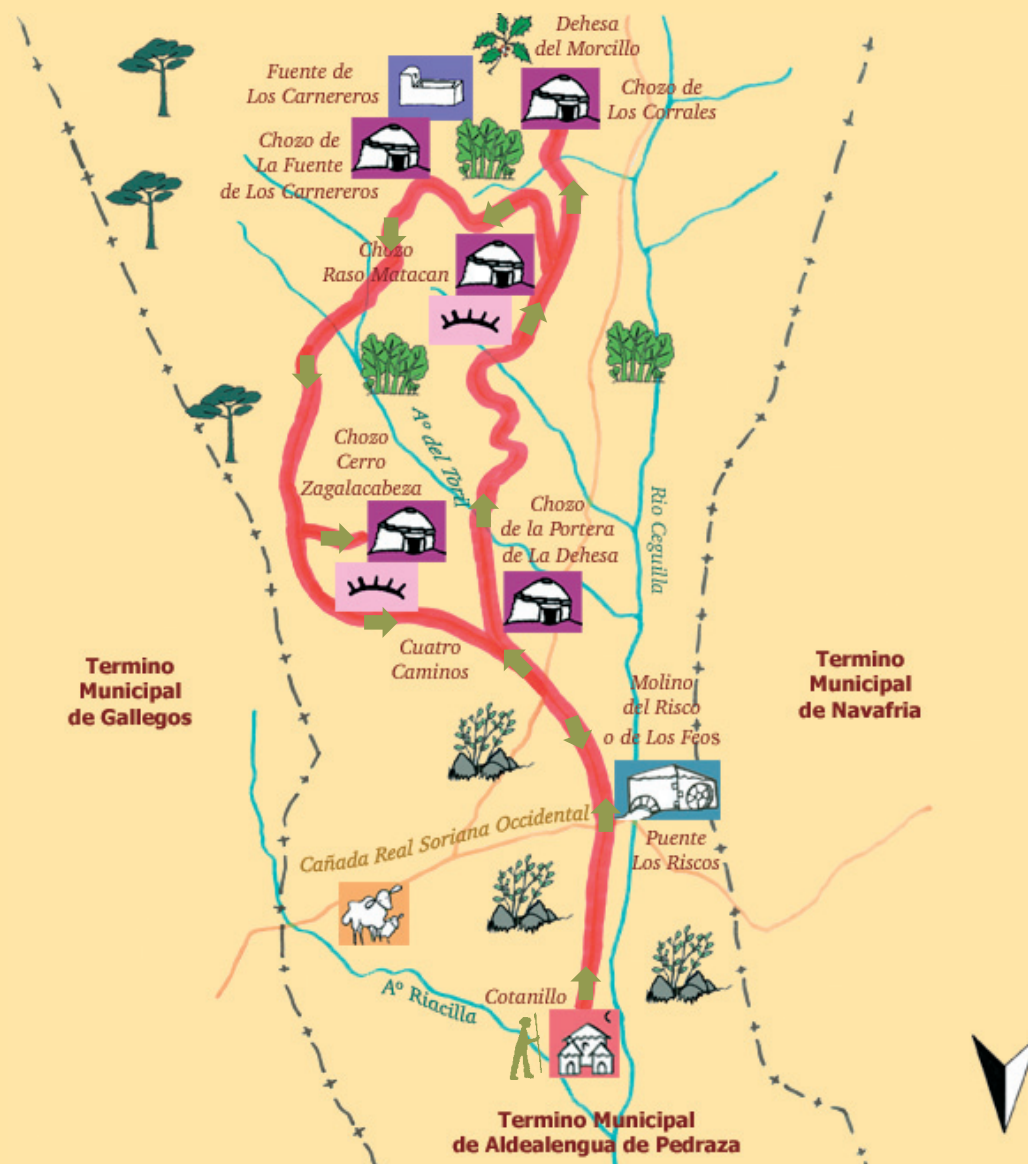 Dehesa
del Morcillo
Fuente de
Los Carnereros
Chozo de
Los Corrales
Chozo de
La Fuente
de Los Carnereros
Chozo
Raso Matacan
Aº del Toril
Chozo
Cerro
Zagalacabeza
Chozo
de la Portera
de La Dehesa
Rio Ceguilla
Cuatro
Caminos
Termino
Municipal
de Gallegos
Termino
Municipal
de Navafria
Molino
del Risco
o de Los Feos
Cañada Real Soriana Occidental
Puente
Los Riscos
Aº Riacilla
Cotanillo
Termino Municipal
de Aldealengua de Pedraza